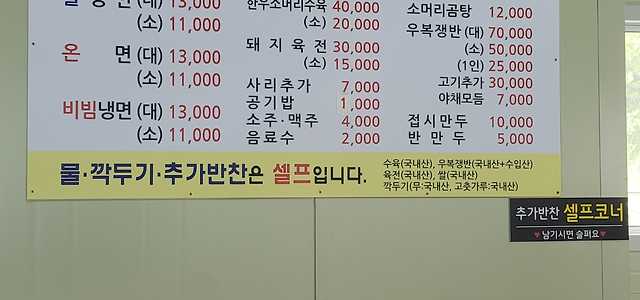 냉면 (대) 13,000
(소) 11,000
온 면 (대) 13,000
(소) 11,000
비빔냉면 (대) 13,000
(소) 11,000
한우소머리수육 40,000
(소) 20,000
돼지육전 30,000
(소) 15,000
사리추가 7,000
공기밥 1,000
소주·맥주 4,000
음료수 2,000
소머리곰탕 12,000
우복쟁반 (대) 70,000
(소) 50,000
(1인) 25,000
고기추가 30,000
야채모듬 7,000
접시만두 10,000
반만두 5,000
물·깍두기·추가반찬은 셀프입니다.
수육(국내산), 우복쟁반(국내산+수입산)
육전(국내산), 쌀(국내산)
깍두기(무:국내산, 고춧가루:국내산)
추가반찬 셀프코너
♥남기시면 슬퍼요♥